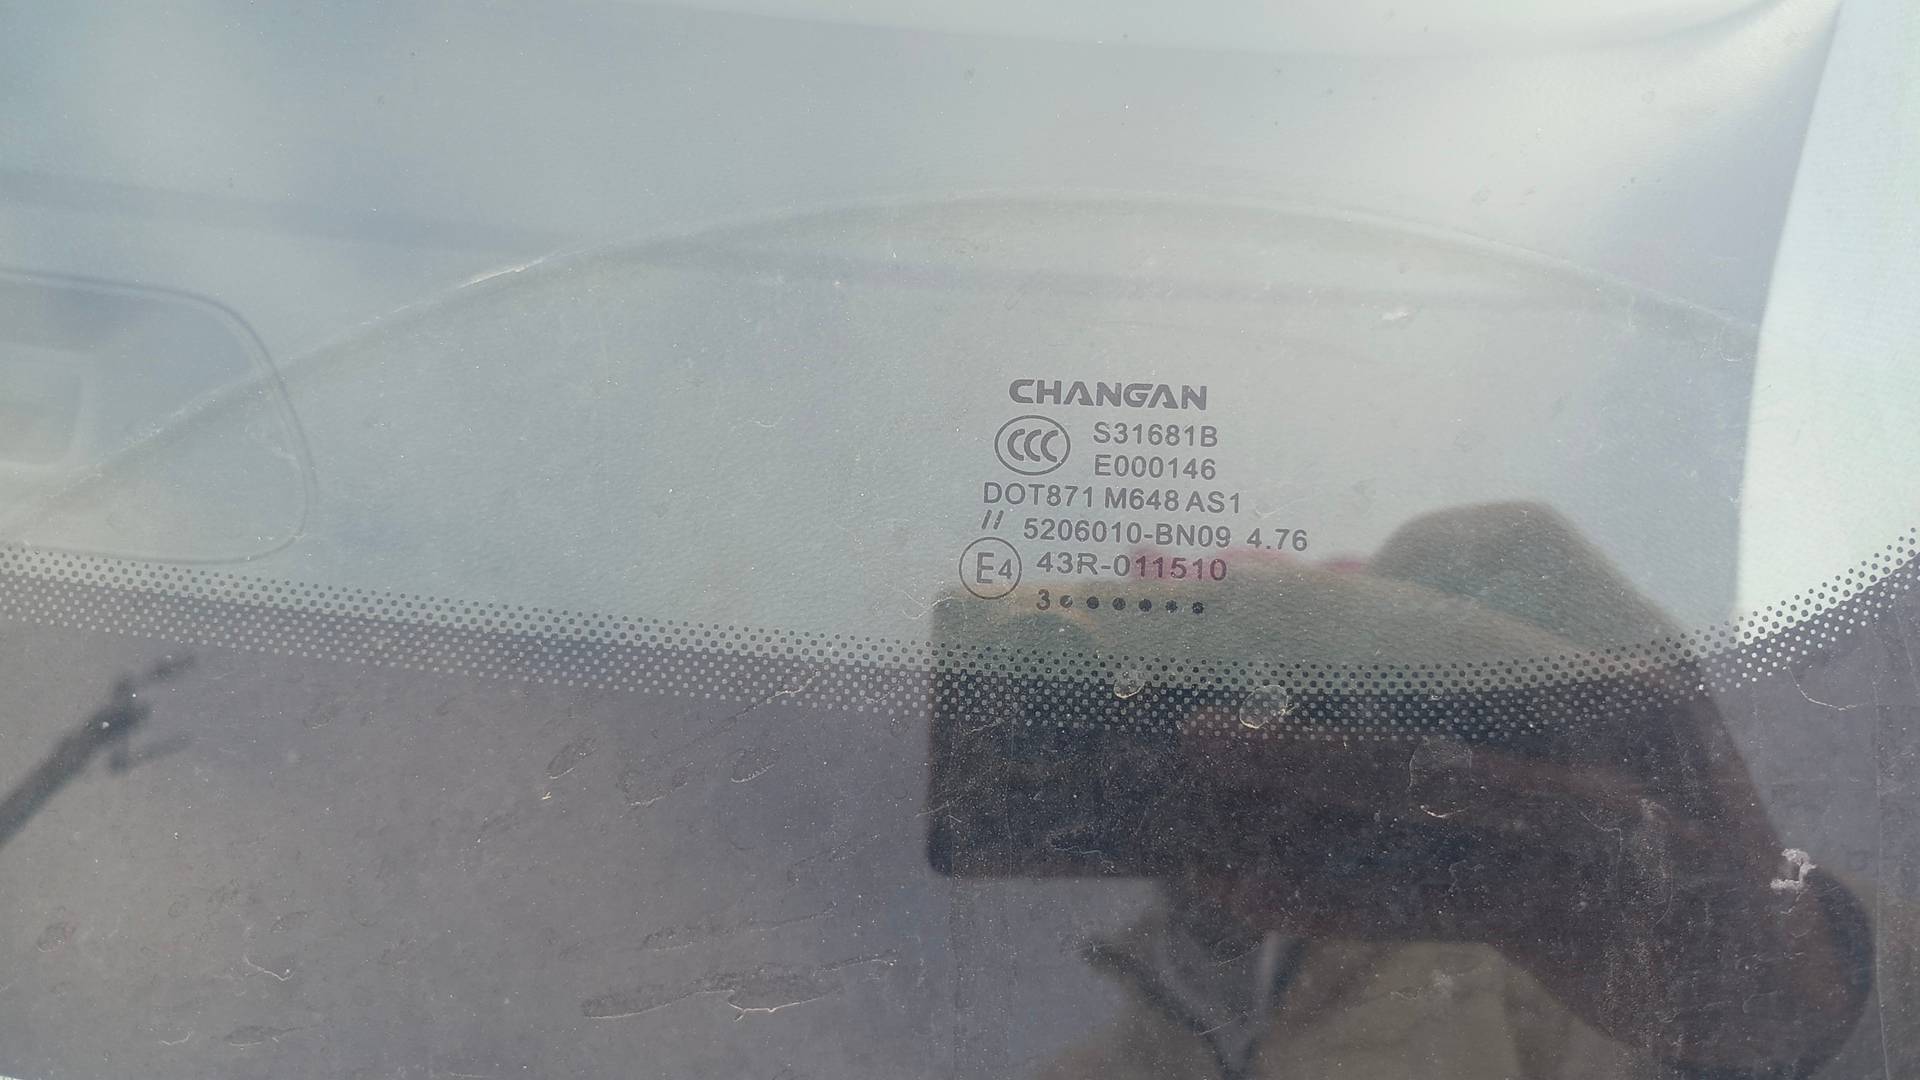 CHANGAN
CCC S31681B
E000146
DOT871 M648 AS1
// 5206010-BN09 4.76
E4 43R-011510
3 • • • • • •